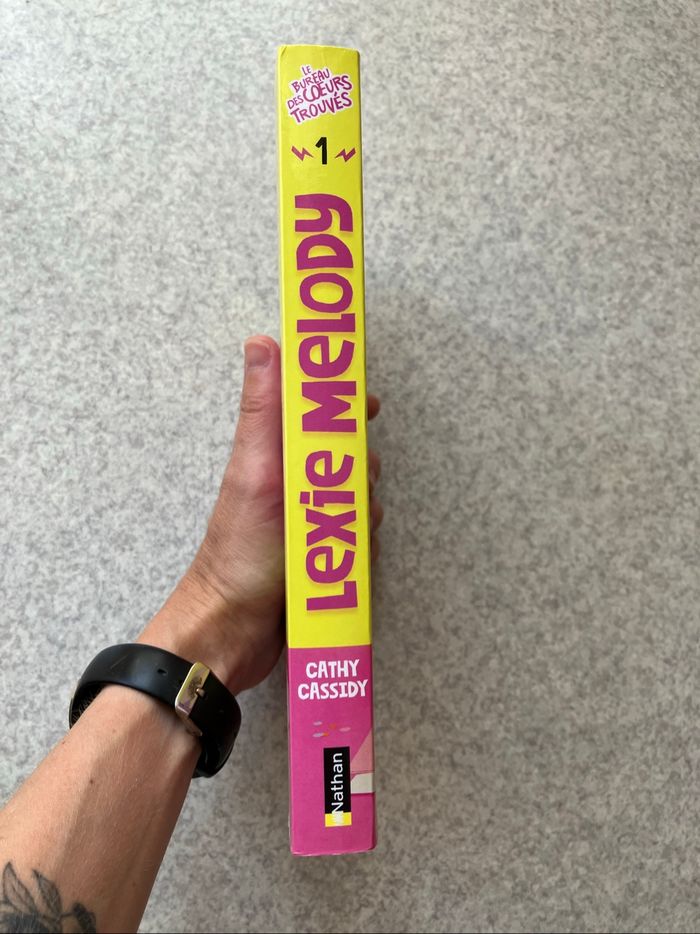 LE
BUREAU
DES CŒURS
TROUVÉS
1
LEXIE MELODY
CATHY
CASSIDY
Nathan